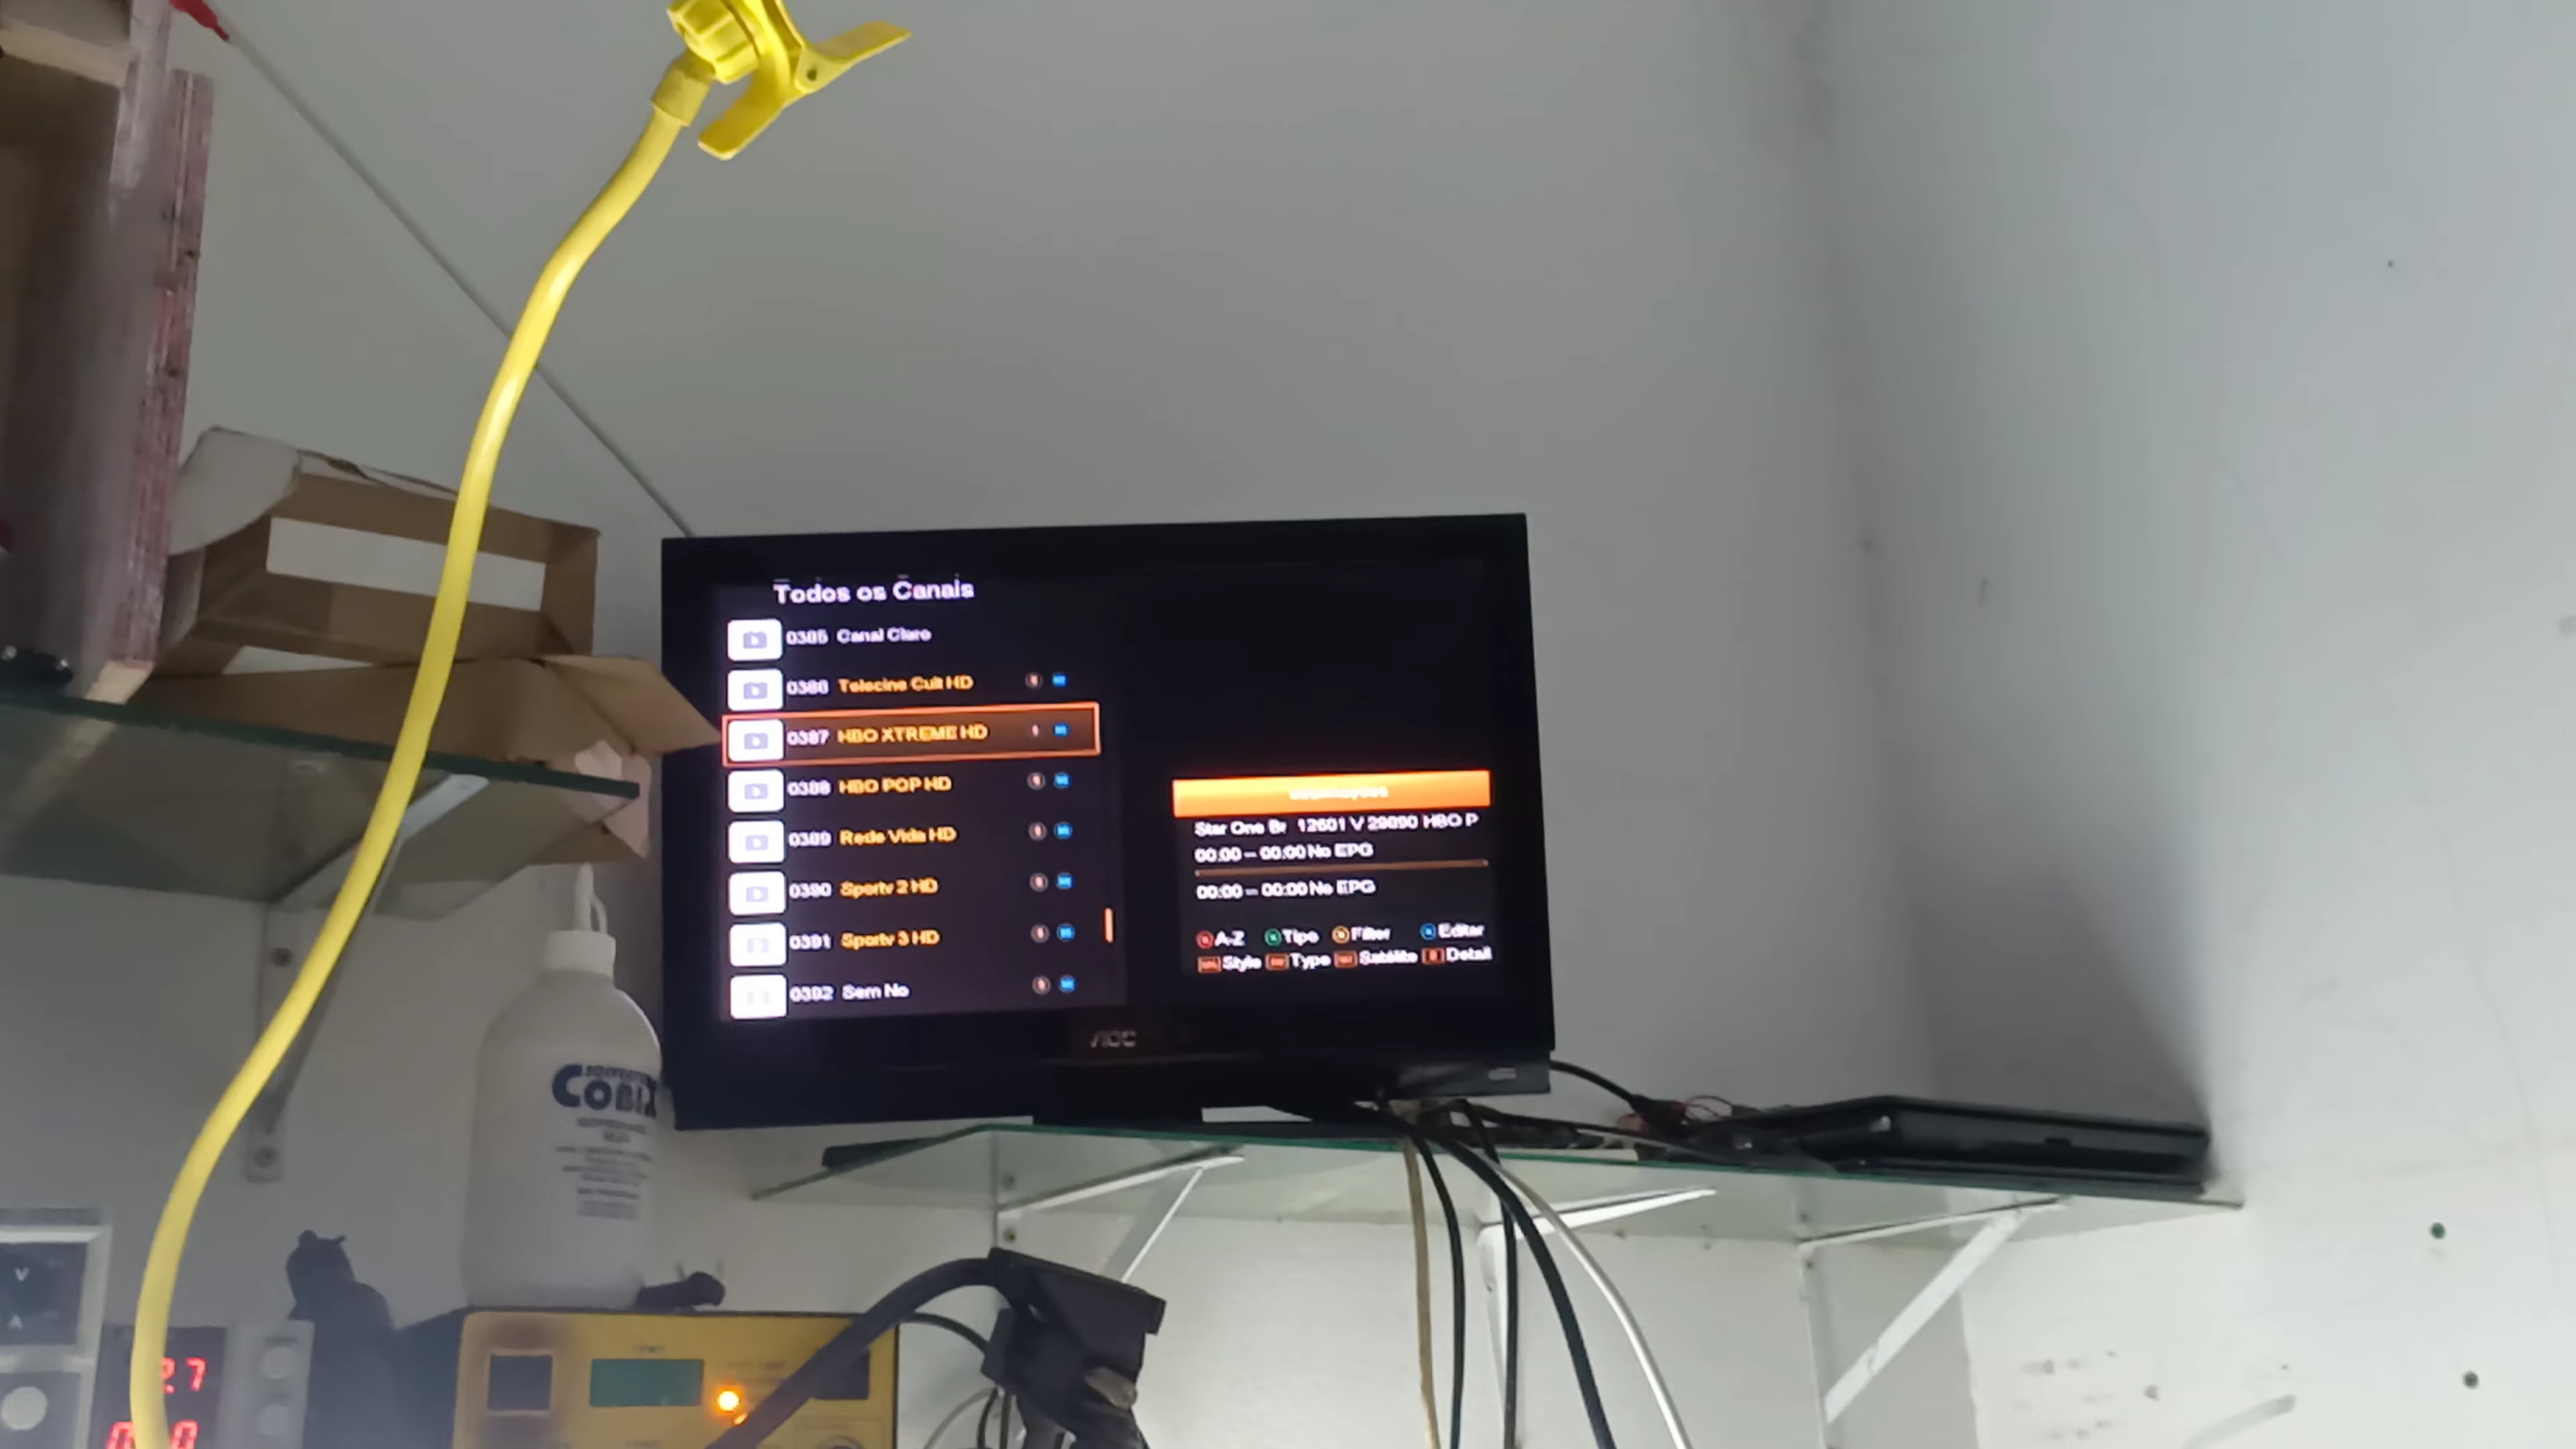 Todos os Canais
0385 Canal Claro
0386 Telecine Cult HD
0387 HBO XTREME HD
0388 HBO POP HD
0389 Rede Vida HD
0390 Sportv 2 HD
0391 Sportv 3 HD
0392 Sem No
Star One Br 12601 V 29890 HBO P
00:00 – 00:00 No EPG
00:00 – 00:00 No EPG
A-Z Tipo Filter Editar
Style Type Satélite Detail
AOC
COBIX
V